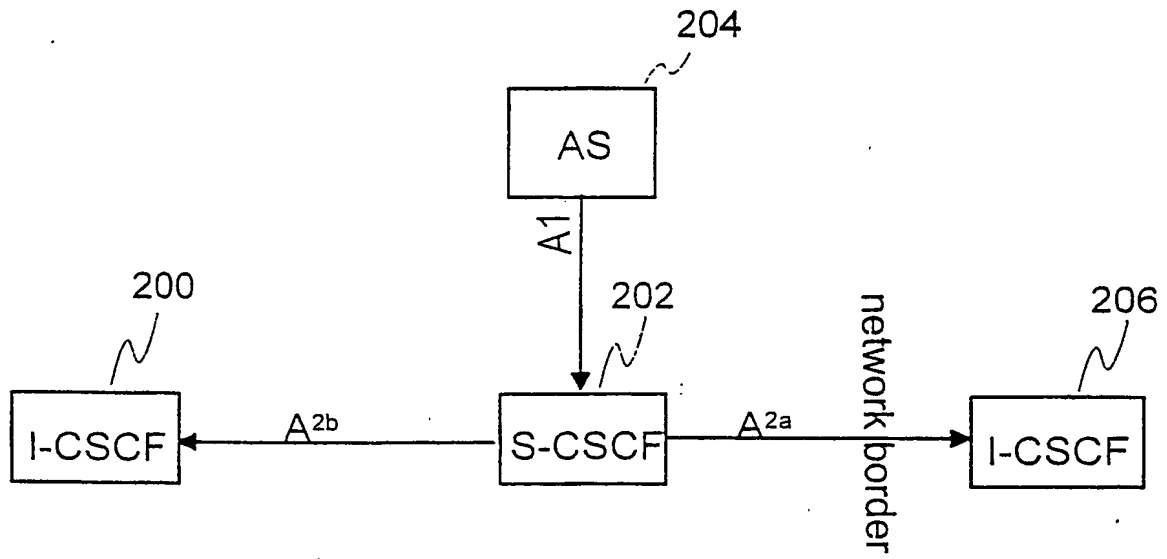 204
AS
A1
200
202
network border
206
I-CSCF
A2b
S-CSCF
A2a
I-CSCF